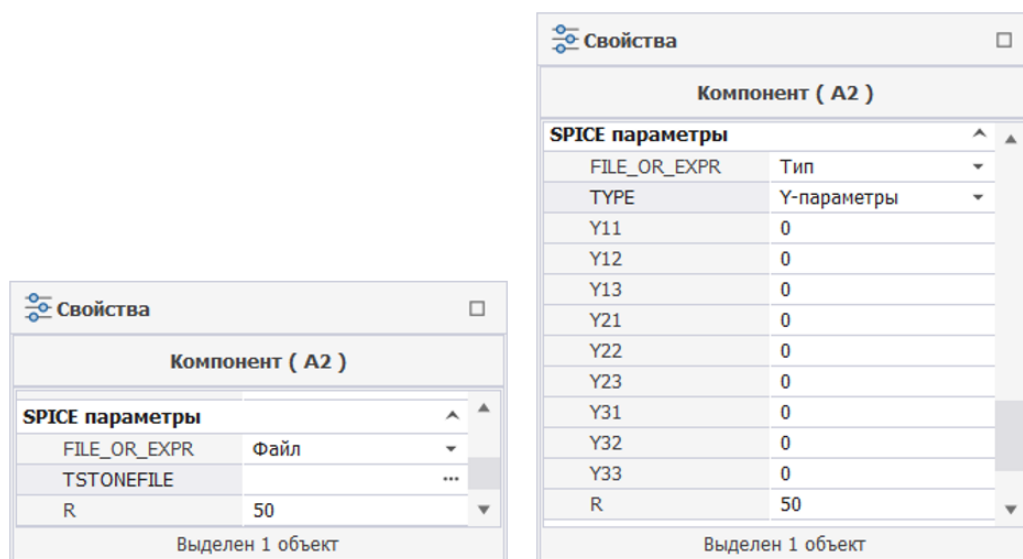 Свойства
Компонент ( A2 )
SPICE параметры
FILE_OR_EXPR Файл
TSTONEFILE ...
R 50
Выделен 1 объект
Свойства
Компонент ( A2 )
SPICE параметры
FILE_OR_EXPR Тип
TYPE Y-параметры
Y11 0
Y12 0
Y13 0
Y21 0
Y22 0
Y23 0
Y31 0
Y32 0
Y33 0
R 50
Выделен 1 объект